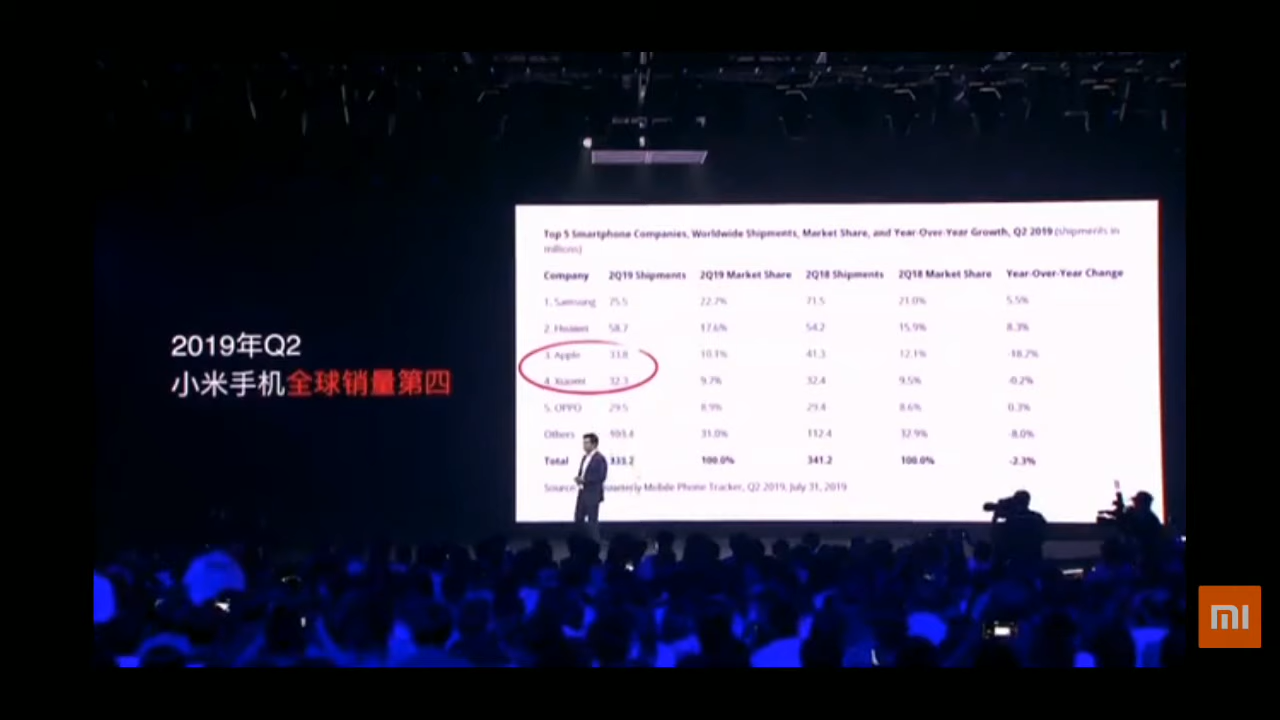 2019年Q2
小米手机全球销量第四
Top 5 Smartphone Companies, Worldwide Shipments, Market Share, and Year-Over-Year Growth, Q2 2019 (shipments in
millions)
Company 2Q19 Shipments 2Q19 Market Share 2Q18 Shipments 2Q18 Market Share Year-Over-Year Change
1. Samsung 75.5 22.7% 71.5 21.0% 5.5%
2. Huawei 58.7 17.6% 54.2 15.9% 8.3%
3. Apple 33.8 10.1% 41.3 12.1% -18.2%
4. Xiaomi 32.3 9.7% 32.4 9.5% -0.2%
5. OPPO 29.5 8.9% 29.4 8.6% 0.3%
Others 103.4 31.0% 112.4 32.9% -8.0%
Total 333.2 100.0% 341.2 100.0% -2.3%
Source Quarterly Mobile Phone Tracker, Q2 2019, July 31, 2019
mi